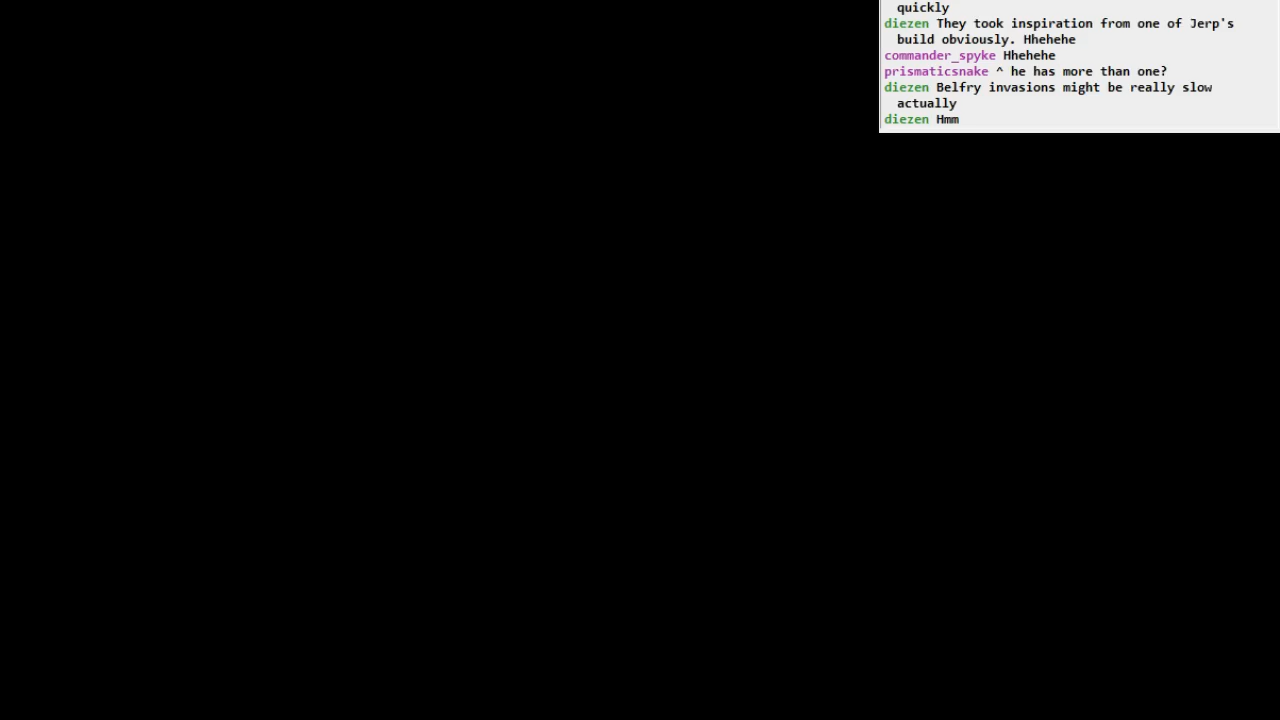 quickly
diezen They took inspiration from one of Jerp's
build obviously. Hhehehe
commander_spyke Hhehehe
prismaticsnake ^ he has more than one?
diezen Belfry invasions might be really slow
actually
diezen Hmm